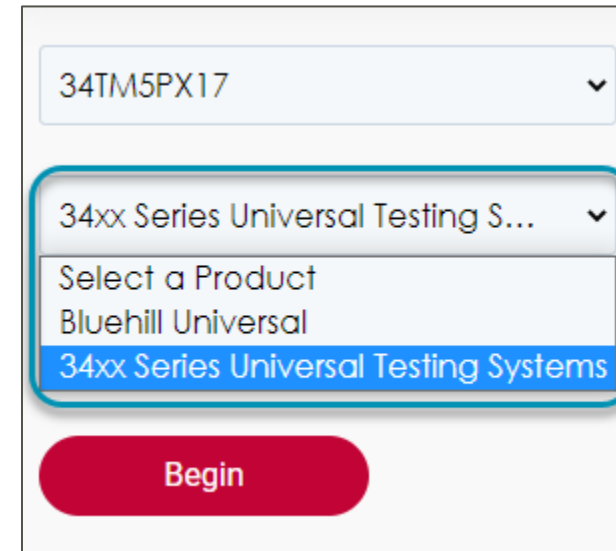 34TM5PX17
34xx Series Universal Testing S...
Select a Product
Bluehill Universal
34xx Series Universal Testing Systems
Begin